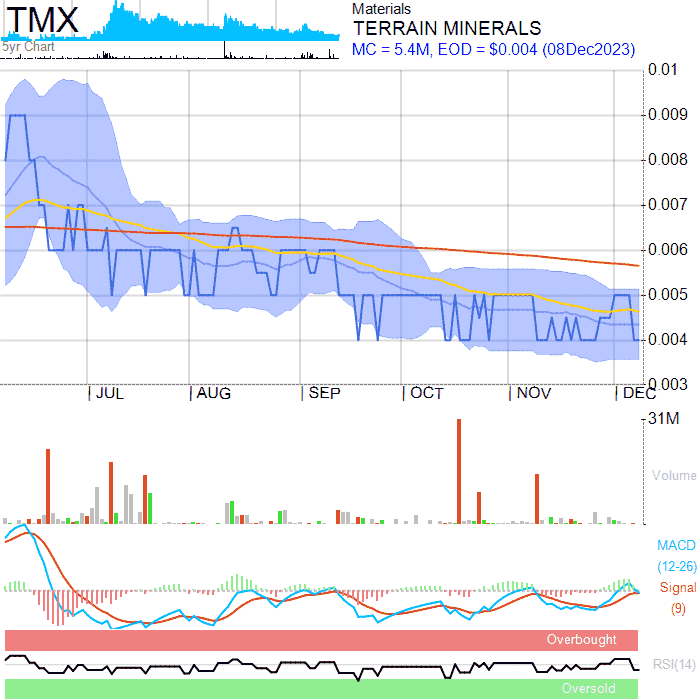 TMX
5yr Chart
Materials
TERRAIN MINERALS
MC = 5.4M, EOD = $0.004 (08Dec2023)
0.01
0.009
0.008
0.007
0.006
0.005
0.004
0.003
JUL AUG SEP OCT NOV DEC
31M
Volume
MACD
(12-26)
Signal
(9)
Overbought
RSI(14)
Oversold